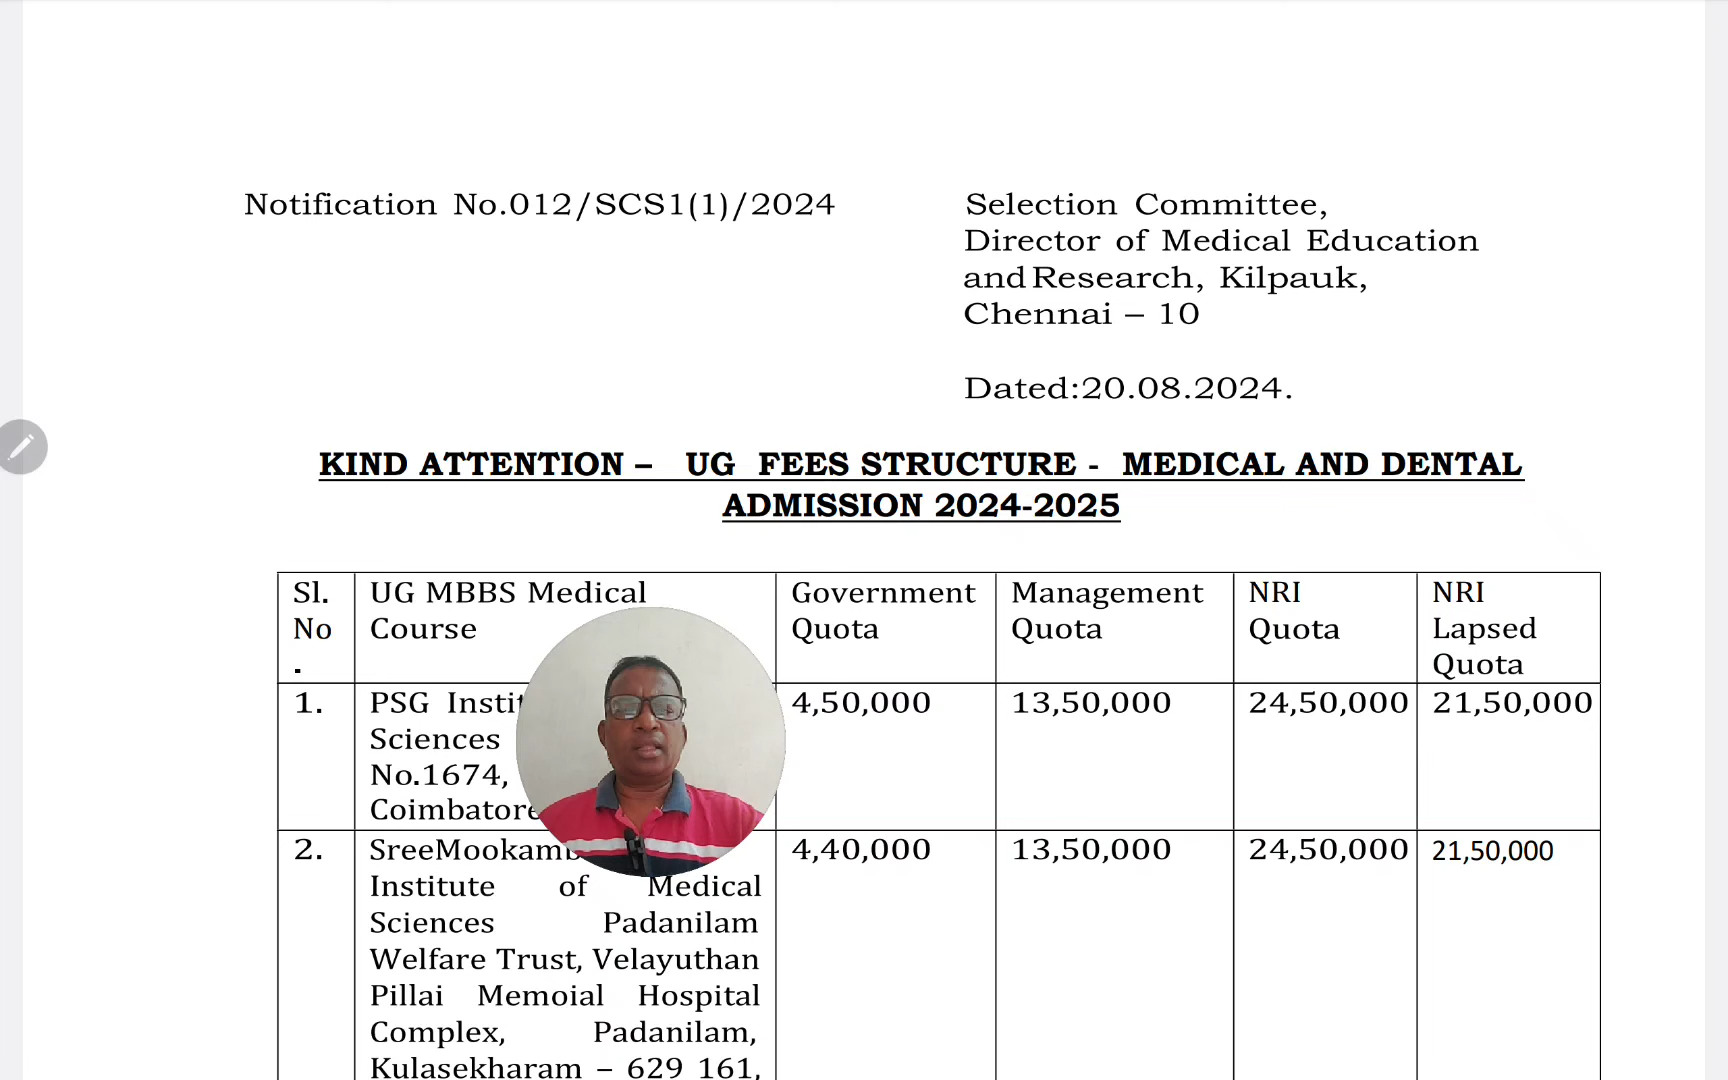 Notification No.012/SCS1(1)/2024
Selection Committee,
Director of Medical Education
and Research, Kilpauk,
Chennai – 10
Dated:20.08.2024.
KIND ATTENTION – UG FEES STRUCTURE - MEDICAL AND DENTAL
ADMISSION 2024-2025
Sl. No .
UG MBBS Medical Course
Government Quota
Management Quota
NRI Quota
NRI Lapsed Quota
1.
PSG
Sciences
No.1674,
4,50,000
13,50,000
24,50,000
21,50,000
2.
Institute of Medical
Sciences Padanilam
Welfare Trust, Velayuthan
Pillai Memoial Hospital
Complex, Padanilam,
Kulasekharam – 629 161,
4,40,000
13,50,000
24,50,000
21,50,000